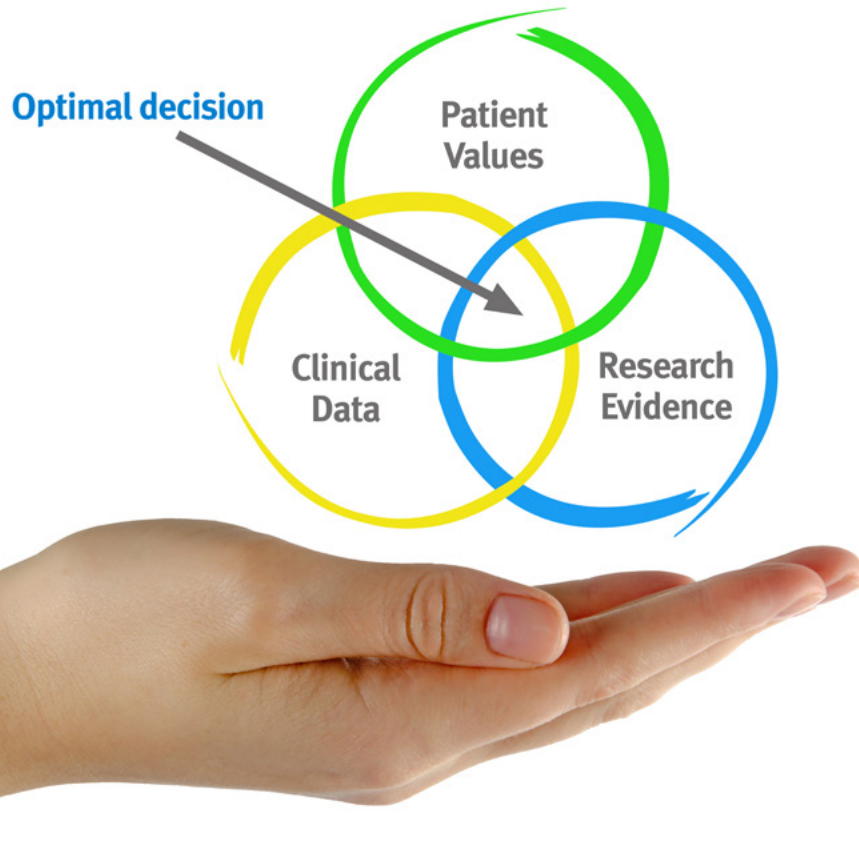 Optimal decision
Patient
Values
Clinical
Data
Research
Evidence